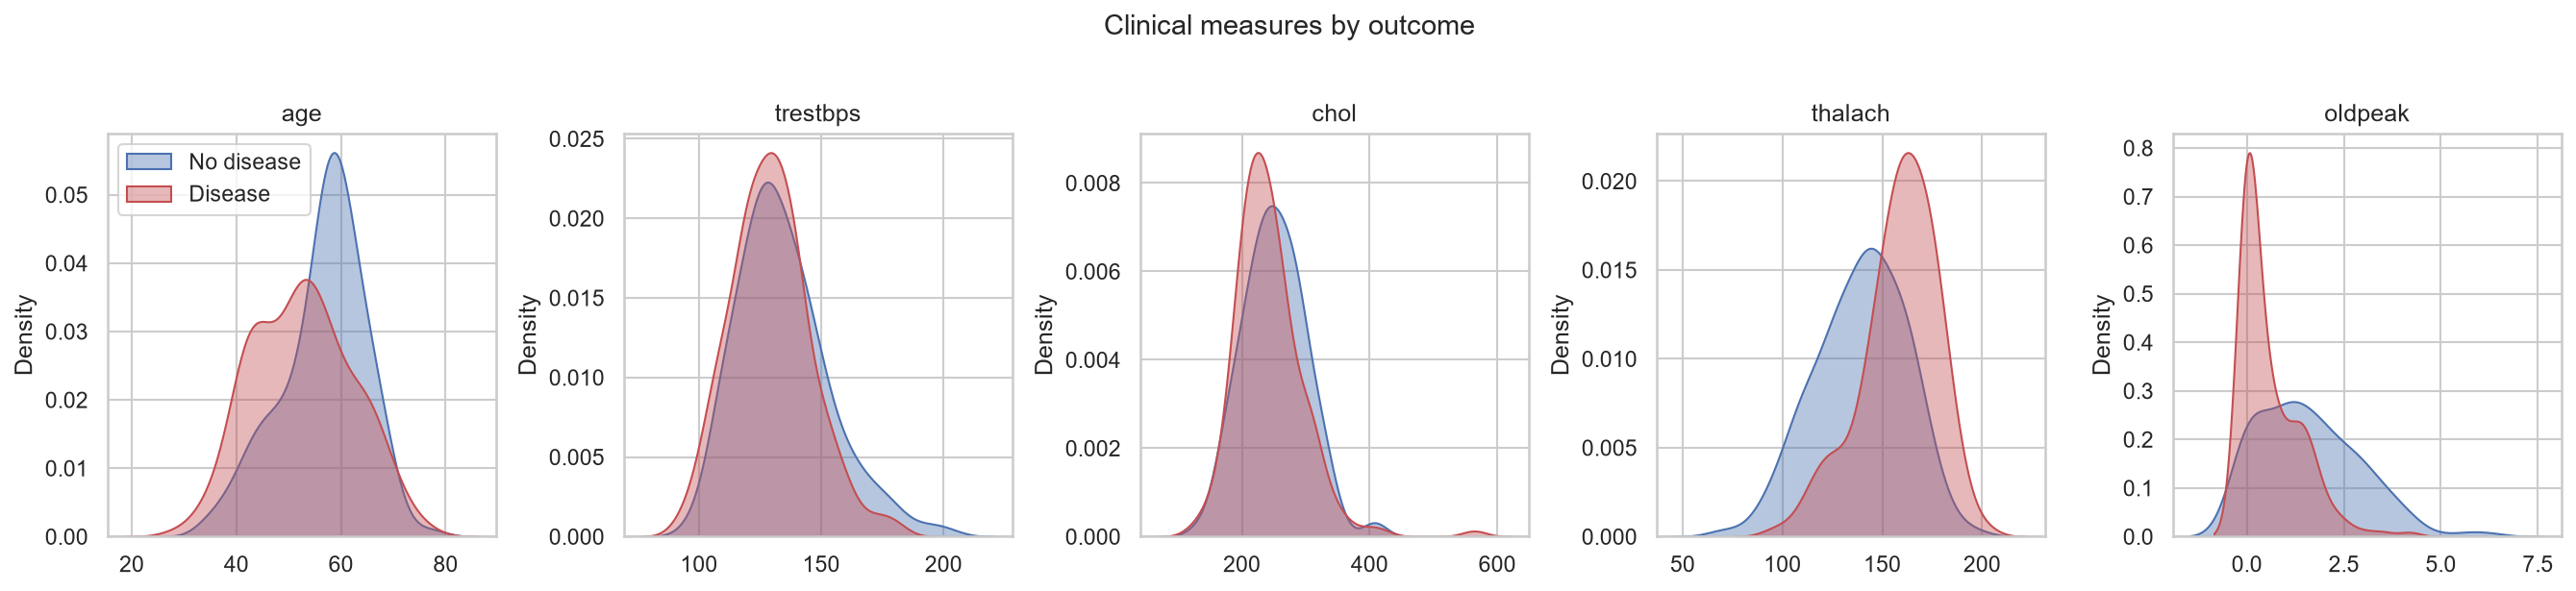 Clinical measures by outcome
age
No disease
Disease
Density
0.00
0.01
0.02
0.03
0.04
0.05
20 40 60 80
trestbps
Density
0.000
0.005
0.010
0.015
0.020
0.025
100 150 200
chol
Density
0.000
0.002
0.004
0.006
0.008
200 400 600
thalach
Density
0.000
0.005
0.010
0.015
0.020
50 100 150 200
oldpeak
Density
0.0
0.1
0.2
0.3
0.4
0.5
0.6
0.7
0.8
0.0 2.5 5.0 7.5